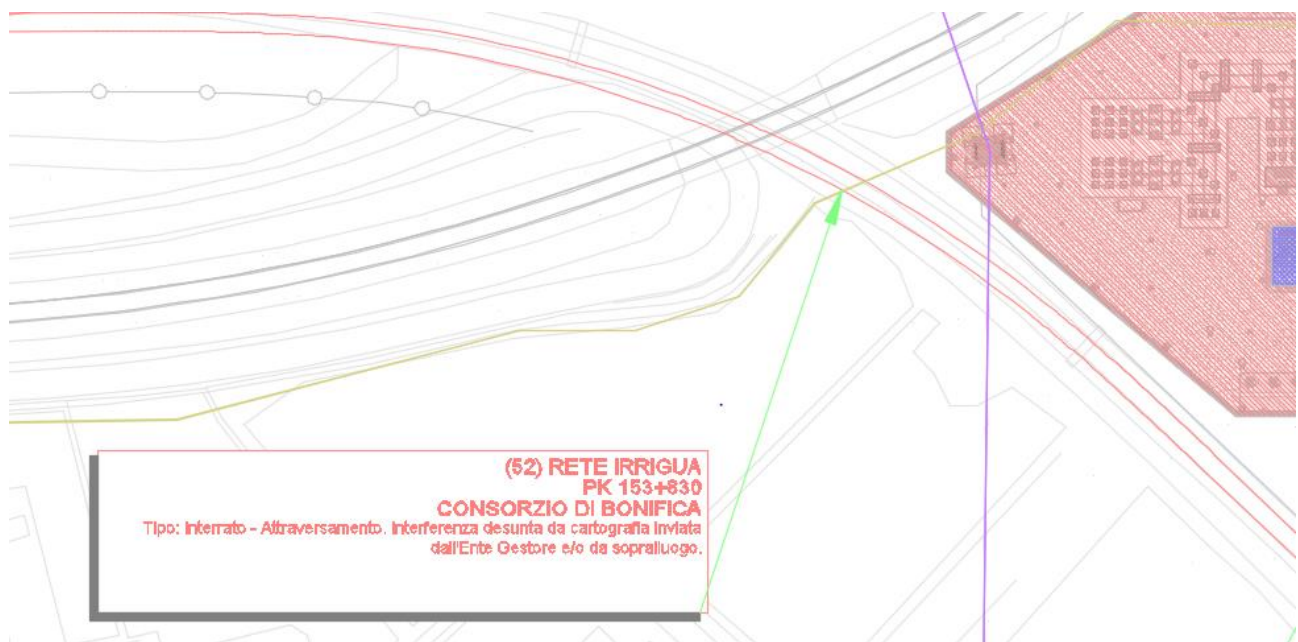 (52) RETE IRRIGUA
PK 153+630
CONSORZIO DI BONIFICA
Tipo: Interrato - Attraversamento. Interferenza desunta da cartografia inviata
dall'Ente Gestore e/o da sopralluogo.